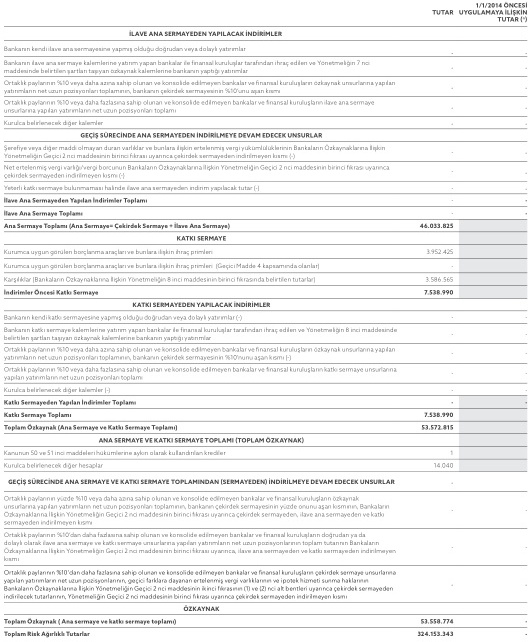 1/1/2014 ÖNCESİ
TUTAR UYGULAMAYA İLİŞKİN
TUTAR (*)
İLAVE ANA SERMAYEDEN YAPILACAK İNDİRİMLER
Bankanın kendi ilave ana sermayesine yapmış olduğu doğrudan veya dolaylı yatırımlar - -
Bankanın ilave ana sermaye kalemlerine yatırım yapan bankalar ile finansal kuruluşlar tarafından ihraç edilen ve Yönetmeliğin 7 nci
maddesinde belirtilen şartları taşıyan özkaynak kalemlerine bankanın yaptığı yatırımlar - -
Ortaklık paylarının %10 veya daha azına sahip olunan ve konsolide edilmeyen bankalar ve finansal kuruluşların özkaynak unsurlarına yapılan
yatırımların net uzun pozisyonları toplamının, bankanın çekirdek sermayesinin %10'unu aşan kısmı - -
Ortaklık paylarının %10 veya daha fazlasına sahip olunan ve konsolide edilmeyen bankalar ve finansal kuruluşların ilave ana sermaye
unsurlarına yapılan yatırımların net uzun pozisyonları toplamı - -
Kurulca belirlenecek diğer kalemler - -
GEÇİŞ SÜRECİNDE ANA SERMAYEDEN İNDİRİLMEYE DEVAM EDECEK UNSURLAR
Şerefiye veya diğer maddi olmayan duran varlıklar ve bunlara ilişkin ertelenmiş vergi yükümlülüklerinin Bankaların Özkaynaklarına İlişkin
Yönetmeliğin Geçici 2 nci maddesinin birinci fıkrası uyarınca çekirdek sermayeden indirilmeyen kısmı (-) - -
Net ertelenmiş vergi varlığı/vergi borcunun Bankaların Özkaynaklarına İlişkin Yönetmeliğin Geçici 2 nci maddesinin birinci fıkrası uyarınca
çekirdek sermayeden indirilmeyen kısmı (-) - -
Yeterli katkı sermaye bulunmaması halinde ilave ana sermayeden indirim yapılacak tutar (-) - -
İlave Ana Sermayeden Yapılan İndirimler Toplamı - -
İlave Ana Sermaye Toplamı - -
Ana Sermaye Toplamı (Ana Sermaye= Çekirdek Sermaye + İlave Ana Sermaye) 46.033.825 -
KATKI SERMAYE
Kurumca uygun görülen borçlanma araçları ve bunlara ilişkin ihraç primleri 3.952.425 -
Kurumca uygun görülen borçlanma araçları ve bunlara ilişkin ihraç primleri (Geçici Madde 4 kapsamında olanlar) - -
Karşılıklar (Bankaların Özkaynaklarına İlişkin Yönetmeliğin 8 inci maddesinin birinci fıkrasında belirtilen tutarlar) 3.586.565 -
İndirimler Öncesi Katkı Sermaye 7.538.990 -
KATKI SERMAYEDEN YAPILACAK İNDİRİMLER
Bankanın kendi katkı sermayesine yapmış olduğu doğrudan veya dolaylı yatırımlar (-) - -
Bankanın katkı sermaye kalemlerine yatırım yapan bankalar ile finansal kuruluşlar tarafından ihraç edilen ve Yönetmeliğin 8 inci maddesinde
belirtilen şartları taşıyan özkaynak kalemlerine bankanın yaptığı yatırımlar - -
Ortaklık paylarının %10 veya daha azına sahip olunan ve konsolide edilmeyen bankalar ve finansal kuruluşların özkaynak unsurlarına yapılan
yatırımların net uzun pozisyonları toplamının, bankanın çekirdek sermayesinin %10'unu aşan kısmı (-) - -
Ortaklık paylarının %10 veya daha fazlasına sahip olunan ve konsolide edilmeyen bankalar ve finansal kuruluşların katkı sermaye unsurlarına
yapılan yatırımların net uzun pozisyonları toplamı - -
Kurulca belirlenecek diğer kalemler (-) - -
Katkı Sermayeden Yapılan İndirimler Toplamı - -
Katkı Sermaye Toplamı 7.538.990 -
Toplam Özkaynak (Ana Sermaye ve Katkı Sermaye Toplamı) 53.572.815 -
ANA SERMAYE VE KATKI SERMAYE TOPLAMI (TOPLAM ÖZKAYNAK)
Kanunun 50 ve 51 inci maddeleri hükümlerine aykırı olarak kullandırılan krediler 1 -
Kurulca belirlenecek diğer hesaplar 14.040 -
GEÇİŞ SÜRECİNDE ANA SERMAYE VE KATKI SERMAYE TOPLAMINDAN (SERMAYEDEN) İNDİRİLMEYE DEVAM EDECEK UNSURLAR -
Ortaklık paylarının yüzde %10 veya daha azına sahip olunan ve konsolide edilmeyen bankalar ve finansal kuruluşların özkaynak
unsurlarına yapılan yatırımların net uzun pozisyonları toplamının, bankanın çekirdek sermayesinin yüzde onunu aşan kısmının, Bankaların
Özkaynaklarına İlişkin Yönetmeliğin Geçici 2 nci maddesinin birinci fıkrası uyarınca çekirdek sermayeden, ilave ana sermayeden ve katkı
sermayeden indirilmeyen kısmı - -
Ortaklık paylarının %10'dan daha fazlasına sahip olunan ve konsolide edilmeyen bankalar ve finansal kuruluşların doğrudan ya da
dolaylı olarak ilave ana sermaye ve katkı sermaye unsurlarına yapılan yatırımların net uzun pozisyonlarının toplam tutarının Bankaların
Özkaynaklarına İlişkin Yönetmeliğin Geçici 2 nci maddesinin birinci fıkrası uyarınca, ilave ana sermayeden ve katkı sermayeden indirilmeyen
kısmı - -
Ortaklık paylarının %10'dan daha fazlasına sahip olunan ve konsolide edilmeyen bankalar ve finansal kuruluşların çekirdek sermaye unsurlarına
yapılan yatırımların net uzun pozisyonlarının, geçici farklara dayanan ertelenmiş vergi varlıklarının ve ipotek hizmeti sunma haklarının
Bankaların Özkaynaklarına İlişkin Yönetmeliğin Geçici 2 nci maddesinin ikinci fıkrasının (1) ve (2) nci alt bentleri uyarınca çekirdek sermayeden
indirilecek tutarlarının, Yönetmeliğin Geçici 2 nci maddesinin birinci fıkrası uyarınca çekirdek sermayeden indirilmeyen kısmı - -
ÖZKAYNAK
Toplam Özkaynak ( Ana sermaye ve katkı sermaye toplamı) 53.558.774 -
Toplam Risk Ağırlıklı Tutarlar 324.153.343 -